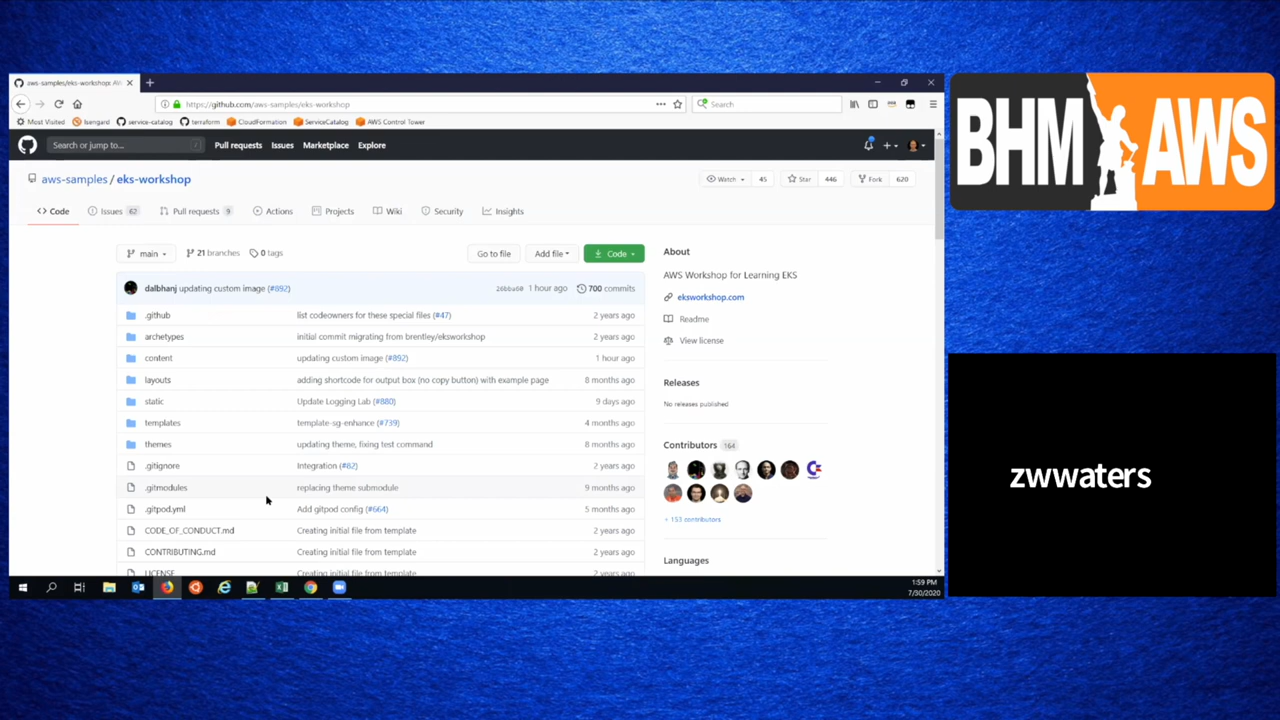 aws-samples/eks-workshop: AW
https://github.com/aws-samples/eks-workshop
Search
Most Visited Isengard service-catalog terraform CloudFormation ServiceCatalog AWS Control Tower
Search or jump to... / Pull requests Issues Marketplace Explore
aws-samples / eks-workshop
Watch 45 Star 446 Fork 620
Code Issues 62 Pull requests 9 Actions Projects Wiki Security Insights
main 21 branches 0 tags Go to file Add file Code
dalbhanj updating custom image (#892) 1 hour ago 700 commits
.github list codeowners for these special files (#47) 2 years ago
archetypes initial commit migrating from brentley/eksworkshop 2 years ago
content updating custom image (#892) 1 hour ago
layouts adding shortcode for output box (no copy button) with example page 8 months ago
static Update Logging Lab (#880) 9 days ago
templates template-sg-enhance (#739) 4 months ago
themes updating theme, fixing test command 8 months ago
.gitignore Integration (#82) 2 years ago
.gitmodules replacing theme submodule 9 months ago
.gitpod.yml Add gitpod config (#664) 5 months ago
CODE_OF_CONDUCT.md Creating initial file from template 2 years ago
CONTRIBUTING.md Creating initial file from template 2 years ago
LICENSE Creating initial file from template 2 years ago
About
AWS Workshop for Learning EKS
eksworkshop.com
Readme
View license
Releases
No releases published
Contributors 164
+ 153 contributors
Languages
1:59 PM
7/30/2020
BHM AWS
zwwaters